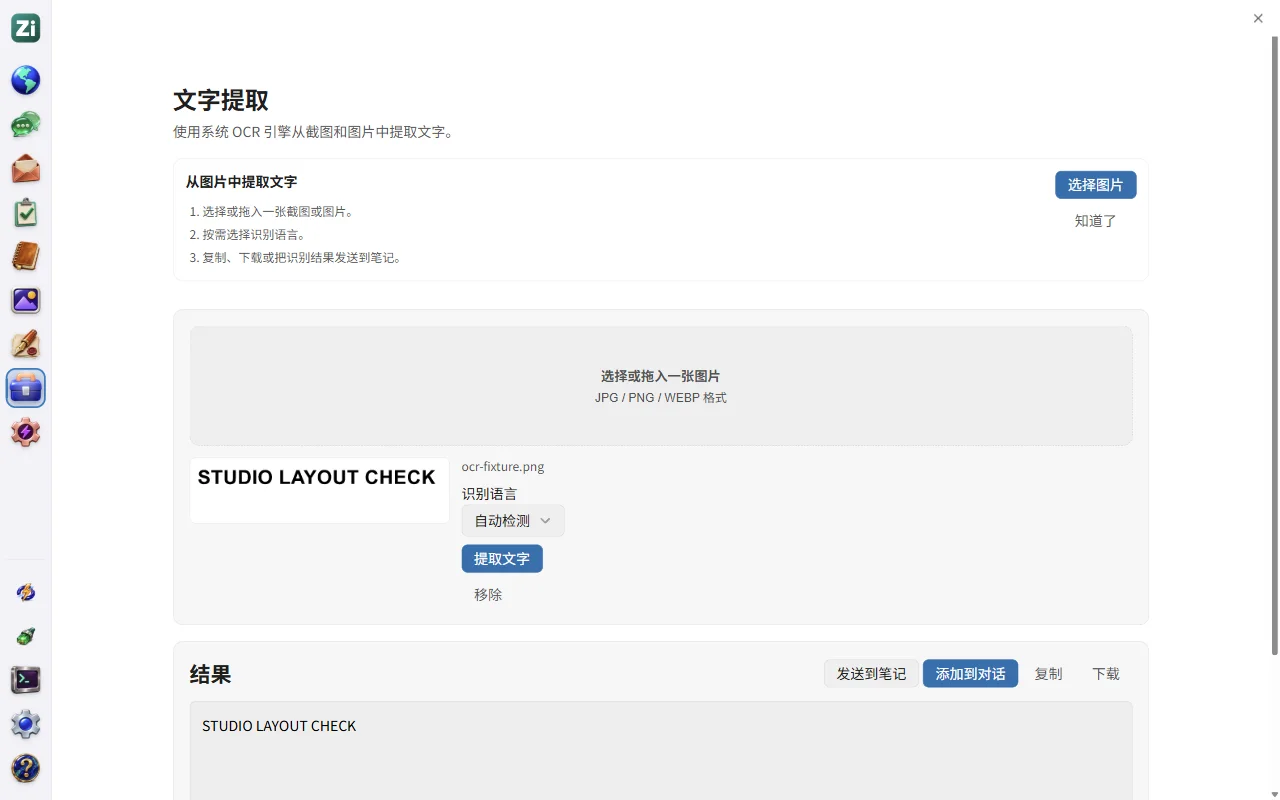 Zi
文字提取
使用系统 OCR 引擎从截图和图片中提取文字。
从图片中提取文字
1. 选择或拖入一张截图或图片。
2. 按需选择识别语言。
3. 复制、下载或把识别结果发送到笔记。
选择图片
知道了
选择或拖入一张图片
JPG / PNG / WEBP 格式
STUDIO LAYOUT CHECK
ocr-fixture.png
识别语言
自动检测
提取文字
移除
结果
发送到笔记
添加到对话
复制
下载
STUDIO LAYOUT CHECK